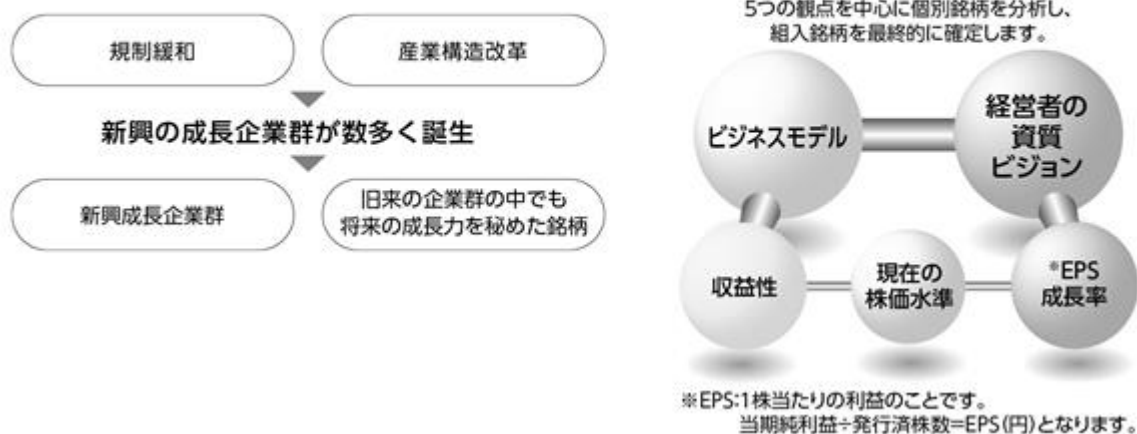 規制緩和
産業構造改革
新興の成長企業群が数多く誕生
新興成長企業群
旧来の企業群の中でも
将来の成長力を秘めた銘柄
5つの観点を中心に個別銘柄を分析し、
組入銘柄を最終的に確定します。
ビジネスモデル
経営者の
資質
ビジョン
収益性
現在の
株価水準
※EPS
成長率
※EPS:1株当たりの利益のことです。
当期純利益÷発行済株数=EPS(円)となります。